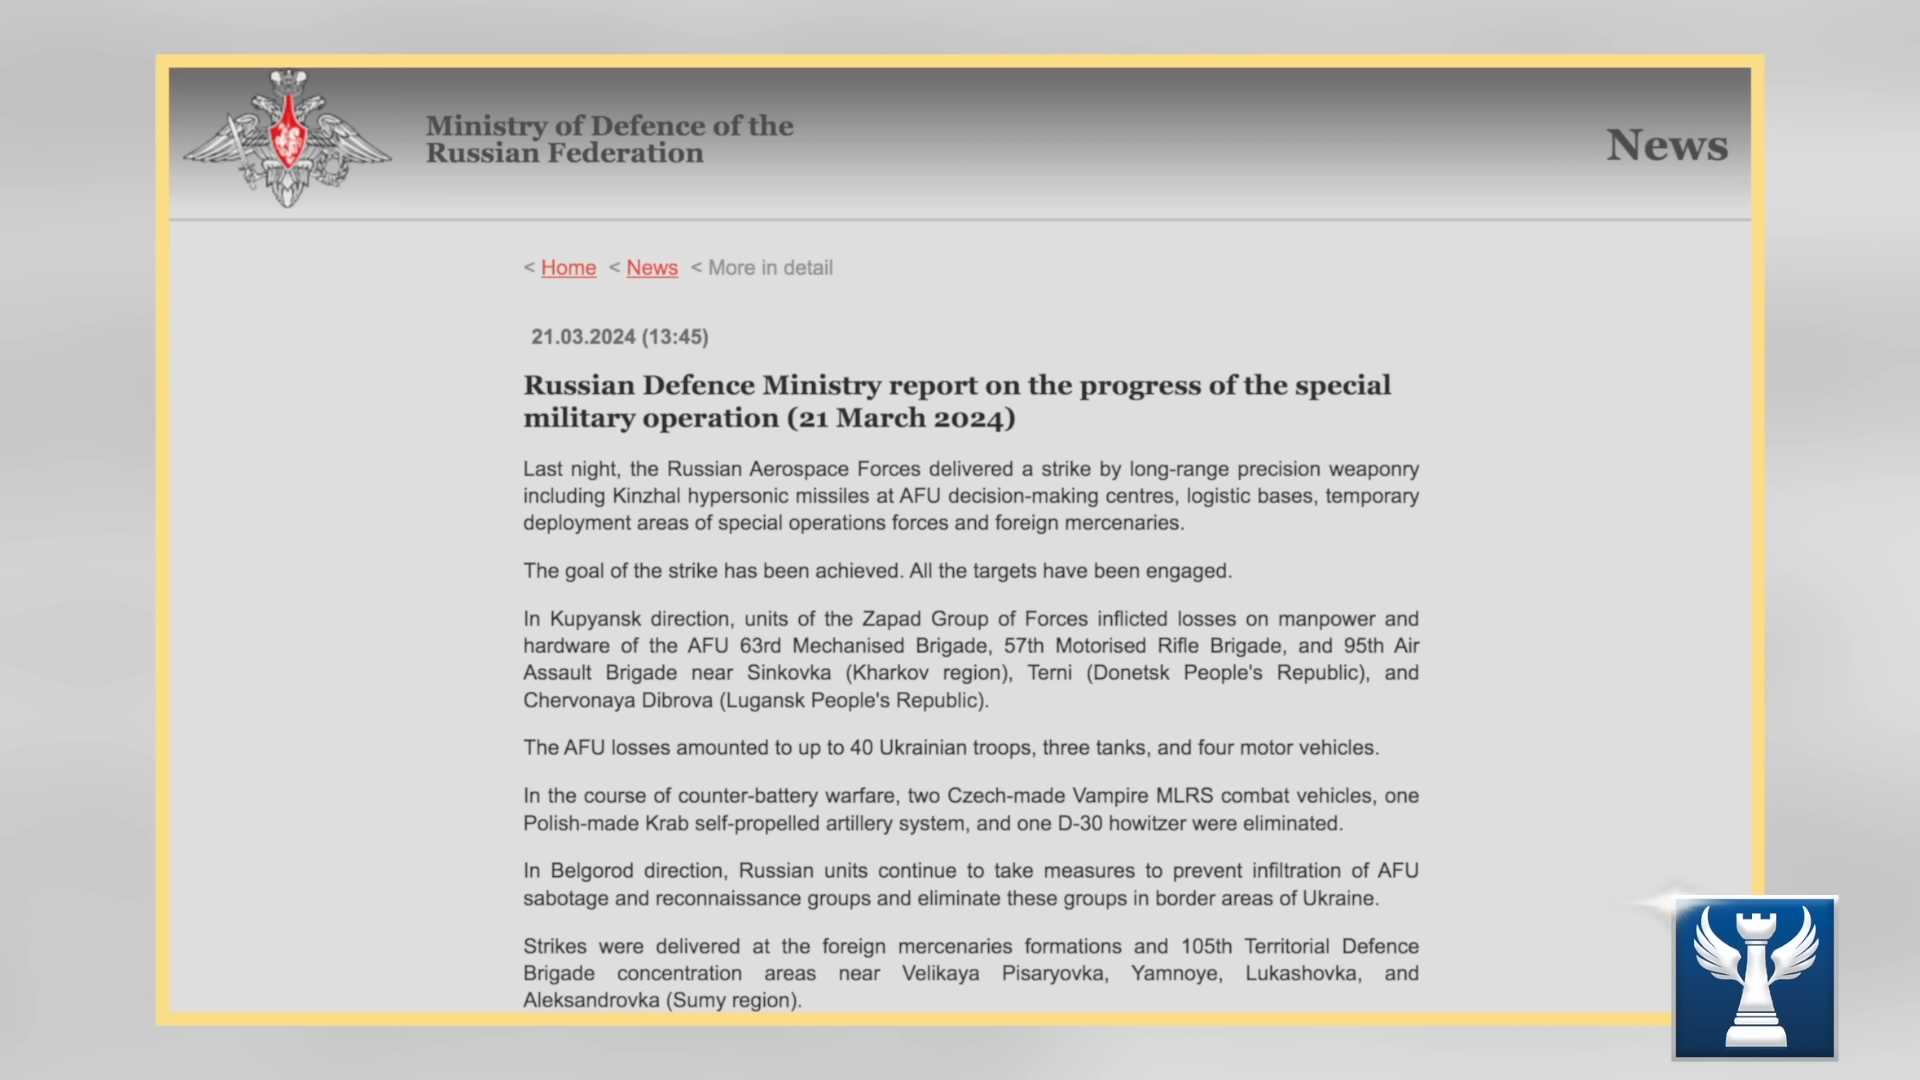 Ministry of Defence of the
Russian Federation
News
< Home < News < More in detail
21.03.2024 (13:45)
Russian Defence Ministry report on the progress of the special
military operation (21 March 2024)
Last night, the Russian Aerospace Forces delivered a strike by long-range precision weaponry
including Kinzhal hypersonic missiles at AFU decision-making centres, logistic bases, temporary
deployment areas of special operations forces and foreign mercenaries.
The goal of the strike has been achieved. All the targets have been engaged.
In Kupyansk direction, units of the Zapad Group of Forces inflicted losses on manpower and
hardware of the AFU 63rd Mechanised Brigade, 57th Motorised Rifle Brigade, and 95th Air
Assault Brigade near Sinkovka (Kharkov region), Terni (Donetsk People's Republic), and
Chervonaya Dibrova (Lugansk People's Republic).
The AFU losses amounted to up to 40 Ukrainian troops, three tanks, and four motor vehicles.
In the course of counter-battery warfare, two Czech-made Vampire MLRS combat vehicles, one
Polish-made Krab self-propelled artillery system, and one D-30 howitzer were eliminated.
In Belgorod direction, Russian units continue to take measures to prevent infiltration of AFU
sabotage and reconnaissance groups and eliminate these groups in border areas of Ukraine.
Strikes were delivered at the foreign mercenaries formations and 105th Territorial Defence
Brigade concentration areas near Velikaya Pisaryovka, Yamnoye, Lukashovka, and
Aleksandrovka (Sumy region).